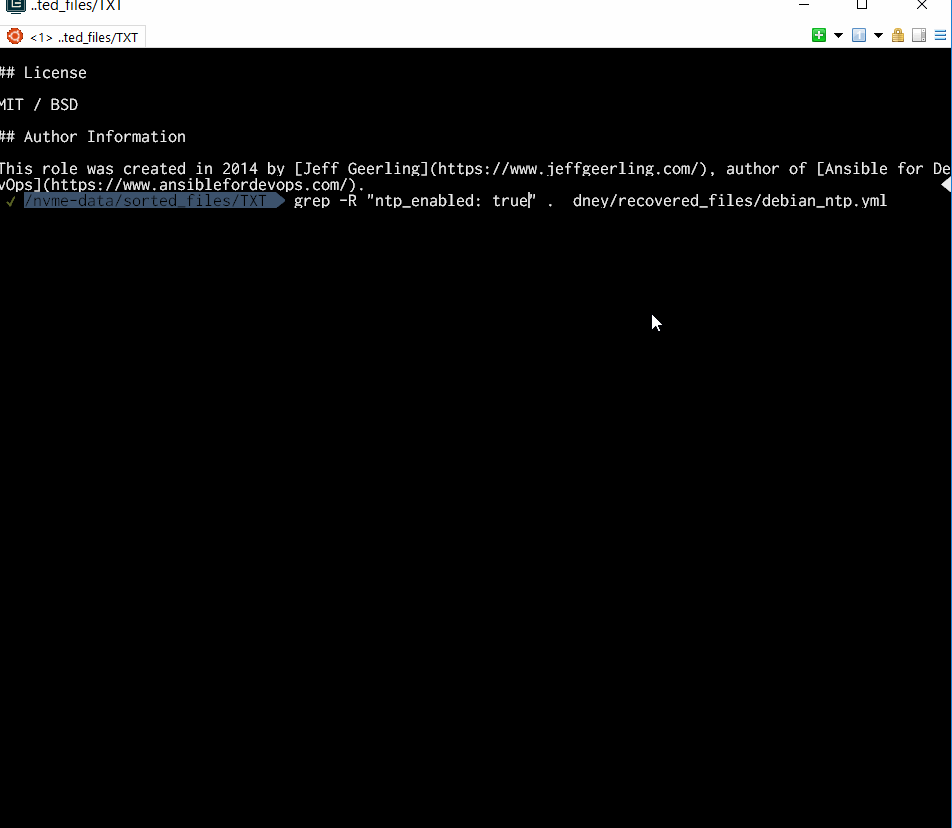 ..ted_files/TXT
<1> ..ted_files/TXT
## License
MIT / BSD
## Author Information
This role was created in 2014 by [Jeff Geerling](https://www.jeffgeerling.com/), author of [Ansible for De
vOps](https://www.ansiblefordevops.com/).
✓ /nvme-data/sorted_files/TXT grep -R "ntp_enabled: true" .  dney/recovered_files/debian_ntp.yml